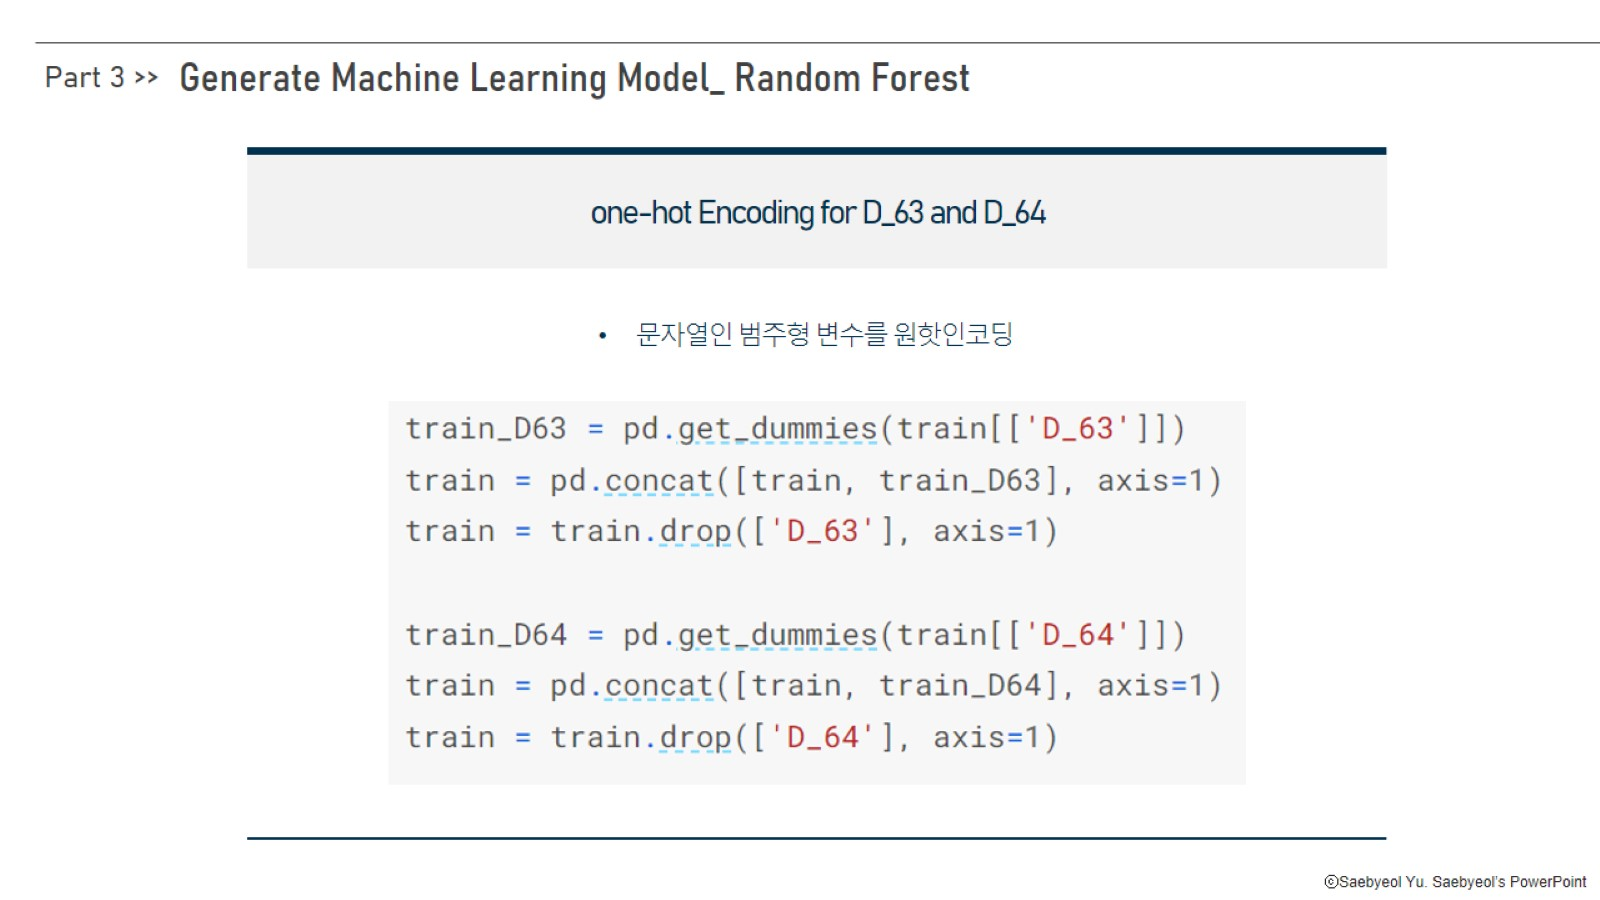 Part 3 >> Generate Machine Learning Model_ Random Forest
one-hot Encoding for D_63 and D_64
• 문자열인 범주형 변수를 원핫인코딩
train_D63 = pd.get_dummies(train[['D_63']])
train = pd.concat([train, train_D63], axis=1)
train = train.drop(['D_63'], axis=1)
train_D64 = pd.get_dummies(train[['D_64']])
train = pd.concat([train, train_D64], axis=1)
train = train.drop(['D_64'], axis=1)
ⓒSaebyeol Yu. Saebyeol's PowerPoint